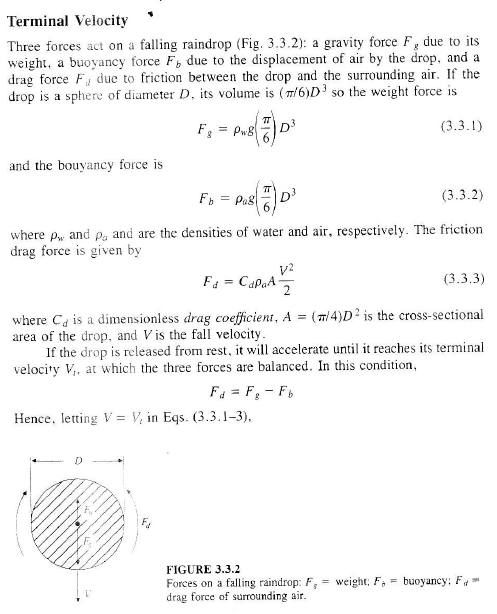 Terminal Velocity
Three forces act on a falling raindrop (Fig. 3.3.2): a gravity force F_g due to its
weight, a buoyancy force F_b due to the displacement of air by the drop, and a
drag force F_d due to friction between the drop and the surrounding air. If the
drop is a sphere of diameter D, its volume is (π/6)D³ so the weight force is
F_g = ρ_w g(π/6)D³ (3.3.1)
and the bouyancy force is
F_b = ρ_a g(π/6)D³ (3.3.2)
where ρ_w and ρ_a and are the densities of water and air, respectively. The friction
drag force is given by
F_d = C_d ρ_a A V²/2 (3.3.3)
where C_d is a dimensionless drag coefficient, A = (π/4)D² is the cross-sectional
area of the drop, and V is the fall velocity.
If the drop is released from rest, it will accelerate until it reaches its terminal
velocity V_t, at which the three forces are balanced. In this condition,
F_d = F_g − F_b
Hence, letting V = V_t in Eqs. (3.3.1–3),
D
F_b
F_d
F_g
V
FIGURE 3.3.2
Forces on a falling raindrop: F_g = weight; F_b = buoyancy; F_d =
drag force of surrounding air.